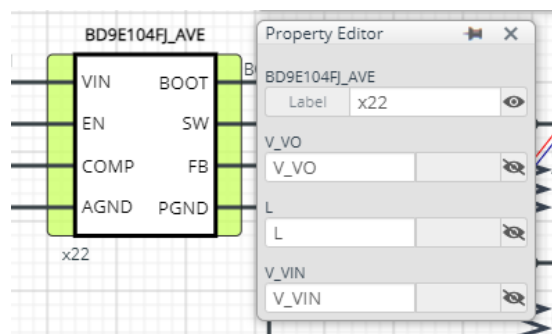 BD9E104FJ_AVE
VIN
BOOT
EN
SW
COMP
FB
AGND
PGND
x22
Property Editor
BD9E104FJ_AVE
Label
x22
V_VO
V_VO
L
L
V_VIN
V_VIN